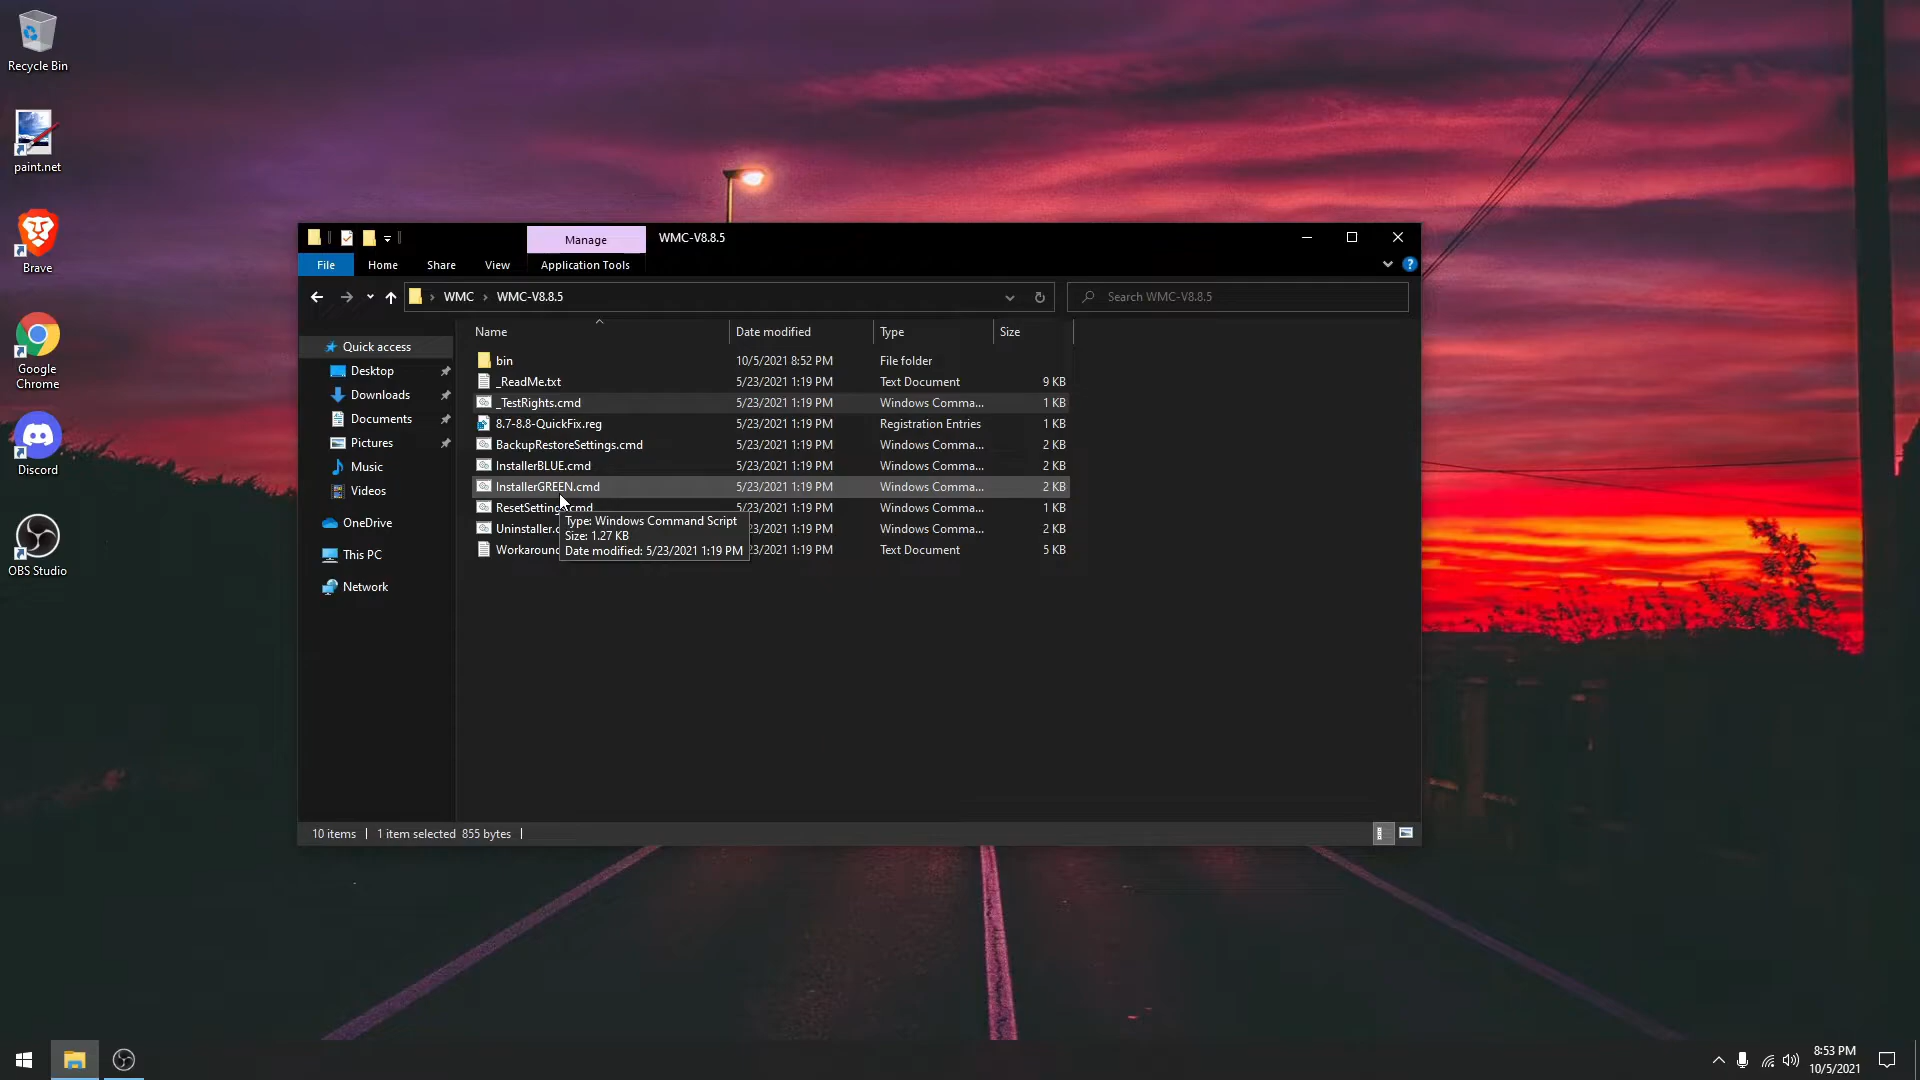 Recycle Bin
paint.net
Brave
Google
Chrome
Discord
OBS Studio
Manage
WMC-V8.8.5
File
Home
Share
View
Application Tools
WMC
WMC-V8.8.5
Search WMC-V8.8.5
Quick access
Desktop
Downloads
Documents
Pictures
Music
Videos
OneDrive
This PC
Network
Name Date modified Type Size
bin 10/5/2021 8:52 PM File folder
_ReadMe.txt 5/23/2021 1:19 PM Text Document 9 KB
_TestRights.cmd 5/23/2021 1:19 PM Windows Comma... 1 KB
8.7-8.8-QuickFix.reg 5/23/2021 1:19 PM Registration Entries 1 KB
BackupRestoreSettings.cmd 5/23/2021 1:19 PM Windows Comma... 2 KB
InstallerBLUE.cmd 5/23/2021 1:19 PM Windows Comma... 2 KB
InstallerGREEN.cmd 5/23/2021 1:19 PM Windows Comma... 2 KB
ResetSettings.cmd 5/23/2021 1:19 PM Windows Comma... 1 KB
Uninstaller.c 23/2021 1:19 PM Windows Comma... 2 KB
Workaround 23/2021 1:19 PM Text Document 5 KB
Type: Windows Command Script
Size: 1.27 KB
Date modified: 5/23/2021 1:19 PM
10 items 1 item selected 855 bytes
8:53 PM
10/5/2021